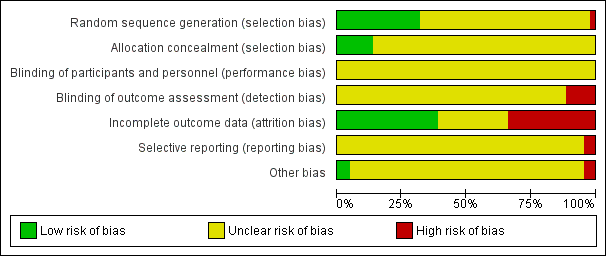 Random sequence generation (selection bias)
Allocation concealment (selection bias)
Blinding of participants and personnel (performance bias)
Blinding of outcome assessment (detection bias)
Incomplete outcome data (attrition bias)
Selective reporting (reporting bias)
Other bias
0% 25% 50% 75% 100%
Low risk of bias Unclear risk of bias High risk of bias